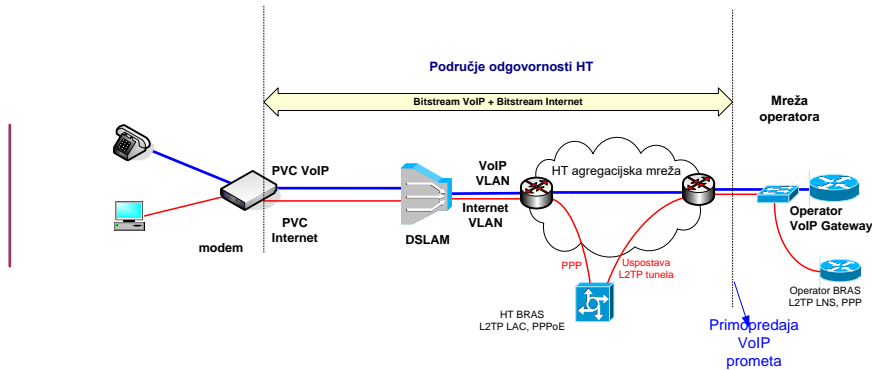 Područje odgovornosti HT
Bitstream VoIP + Bitstream Internet
Mreža
operatora
PVC VoIP
VoIP
VLAN
HT agregacijska mreža
PVC
Internet
Internet
VLAN
Operator
VoIP Gateway
modem
DSLAM
PPP
Uspostava
L2TP tunela
HT BRAS
L2TP LAC, PPPoE
Operator BRAS
L2TP LNS, PPP
Primopredaja
VoIP
prometa